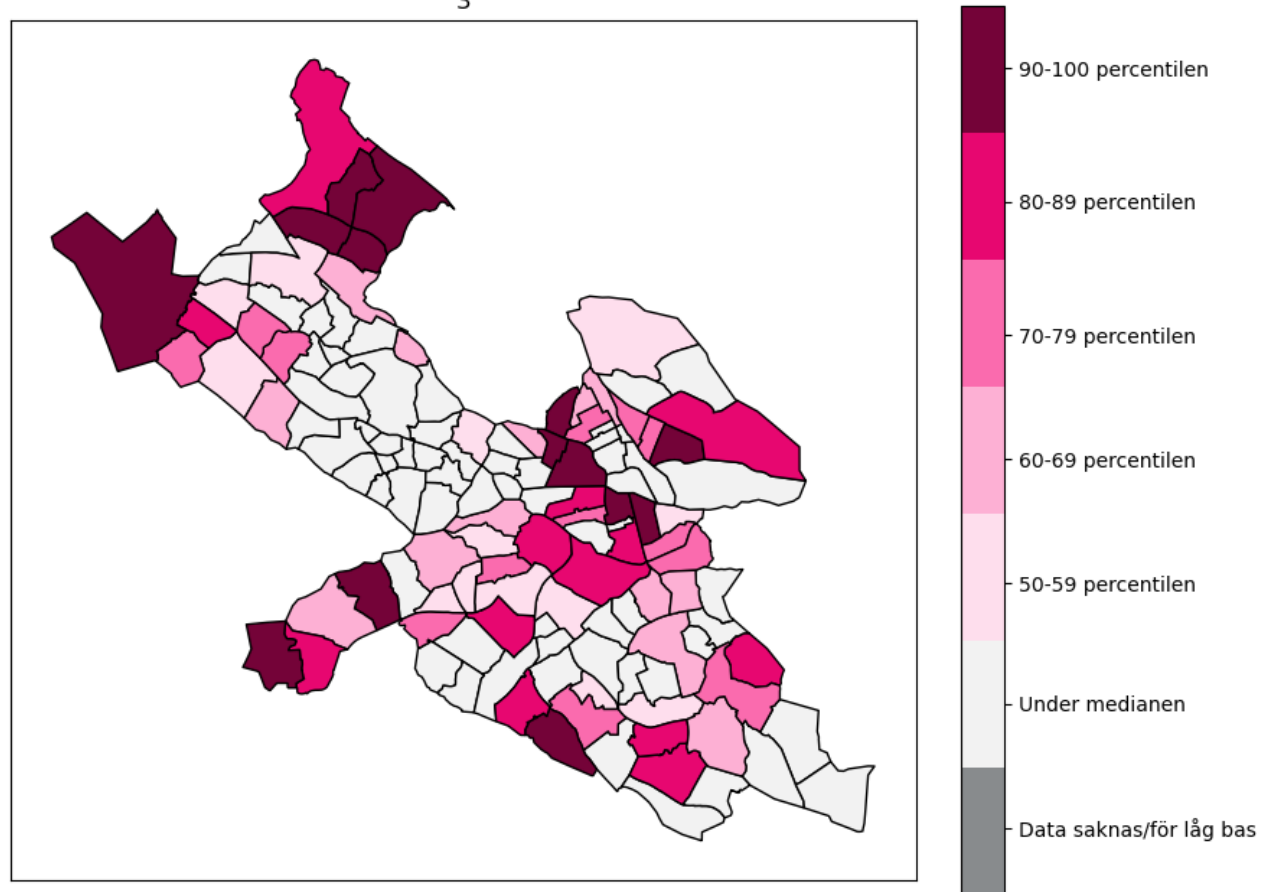 90-100 percentilen
80-89 percentilen
70-79 percentilen
60-69 percentilen
50-59 percentilen
Under medianen
Data saknas/för låg bas